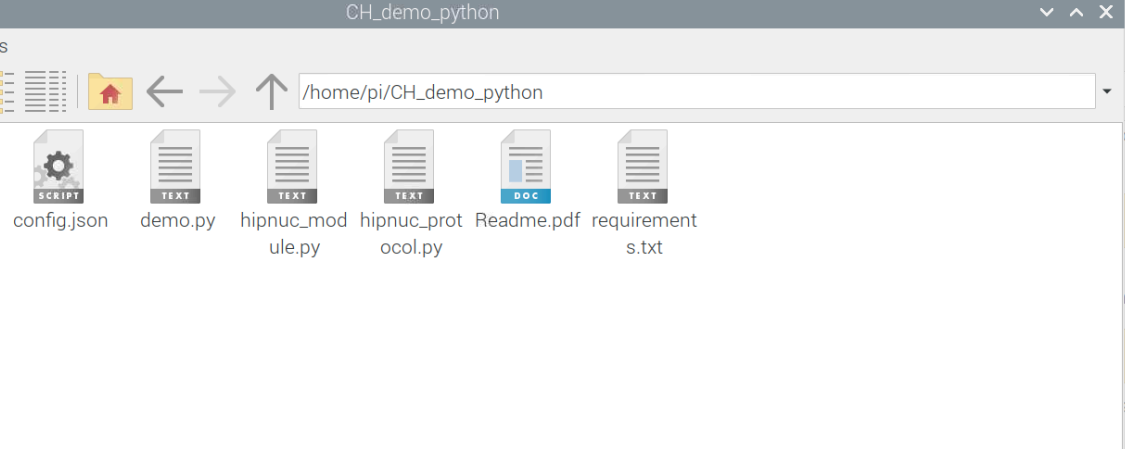 CH_demo_python
s
/home/pi/CH_demo_python
SCRIPT
TEXT
TEXT
TEXT
DOC
TEXT
config.json
demo.py
hipnuc_mod
ule.py
hipnuc_prot
ocol.py
Readme.pdf
requirement
s.txt